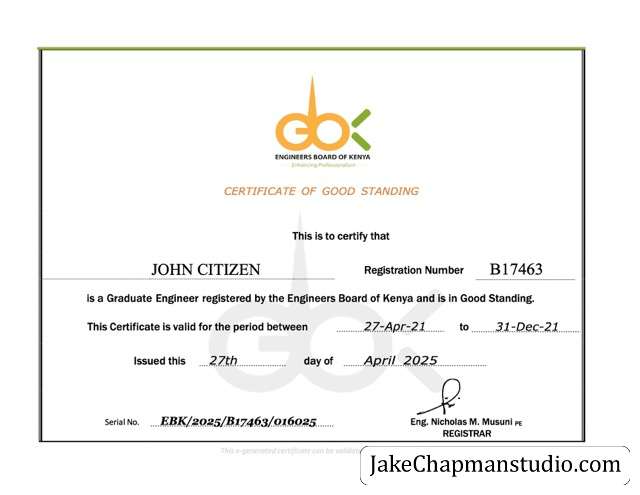 EBK
ENGINEERS BOARD OF KENYA
Enhancing Professionalism
CERTIFICATE OF GOOD STANDING
This is to certify that
JOHN CITIZEN Registration Number B17463
is a Graduate Engineer registered by the Engineers Board of Kenya and is in Good Standing.
This Certificate is valid for the period between 27-Apr-21 to 31-Dec-21
Issued this 27th day of April 2025
Serial No. EBK/2025/B17463/016025
Eng. Nicholas M. Musuni PE
REGISTRAR
This e-generated certificate can be validated
JakeChapmanstudio.com